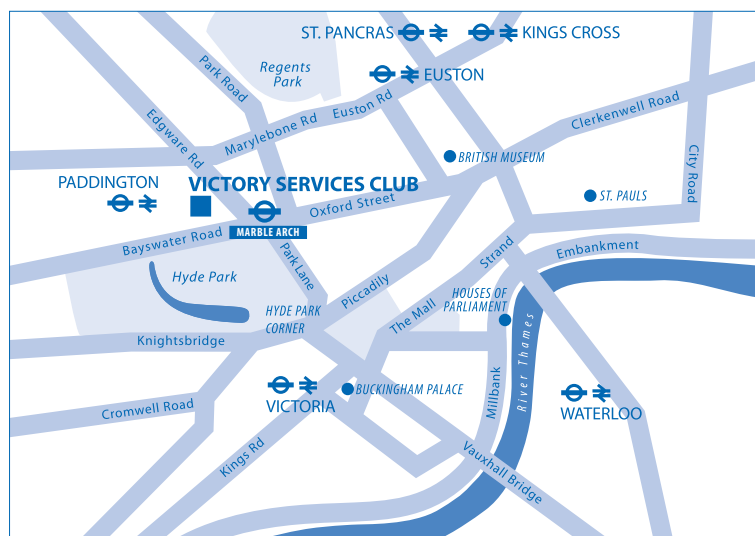 ST. PANCRAS
KINGS CROSS
Regents
Park
Park Road
EUSTON
Euston Rd
Edgware Rd
Marylebone Rd
Clerkenwell Road
BRITISH MUSEUM
City Road
PADDINGTON
VICTORY SERVICES CLUB
ST. PAULS
Oxford Street
MARBLE ARCH
Bayswater Road
Park Lane
Strand
Embankment
Hyde Park
Piccadily
HOUSES OF
PARLIAMENT
HYDE PARK
CORNER
The Mall
Knightsbridge
River Thames
Millbank
BUCKINGHAM PALACE
VICTORIA
Cromwell Road
WATERLOO
Kings Rd
Vauxhall Bridge